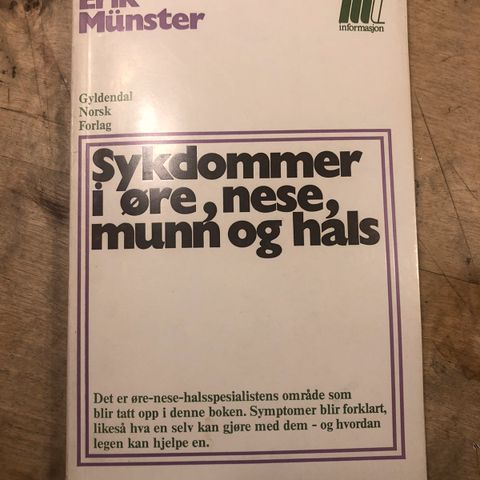 Erik
Münster
informasjon
Gyldendal
Norsk
Forlag
Sykdommer
i øre, nese,
munn og hals
Det er øre-nese-halsspesialistens område som
blir tatt opp i denne boken. Symptomer blir forklart,
likeså hva en selv kan gjøre med dem - og hvordan
legen kan hjelpe en.